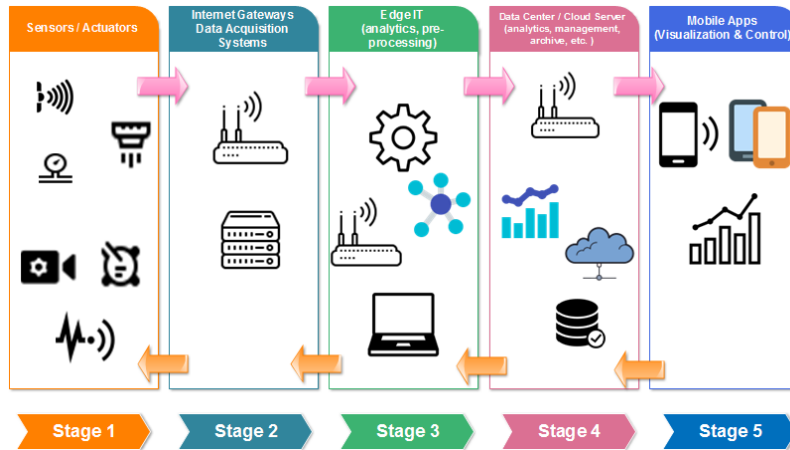 Sensors / Actuators
Internet Gateways
Data Acquisition
Systems
Edge IT
(analytics, pre-
processing)
Data Center / Cloud Server
(analytics, management,
archive, etc. )
Mobile Apps
(Visualization & Control)
Stage 1
Stage 2
Stage 3
Stage 4
Stage 5